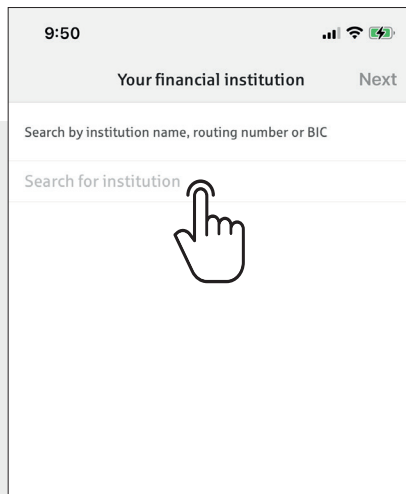 9:50
Your financial institution Next
Search by institution name, routing number or BIC
Search for institution